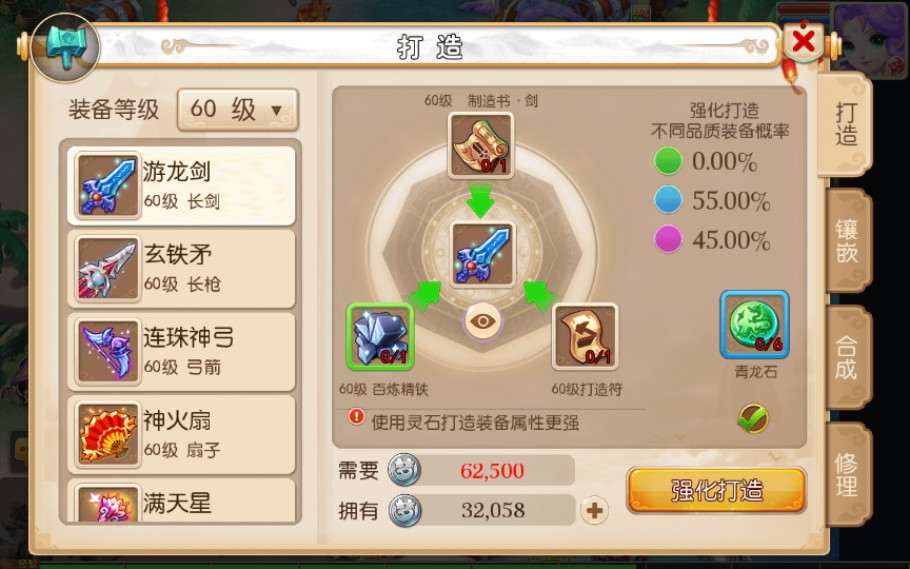 打造
装备等级 60 级 ▼
游龙剑
60级 长剑
玄铁矛
60级 长枪
连珠神弓
60级 弓箭
神火扇
60级 扇子
满天星
60级 制造书·剑
0/1
0/1
60级 百炼精铁
0/1
60级打造符
使用灵石打造装备属性更强
强化打造
不同品质装备概率
0.00%
55.00%
45.00%
0/6
青龙石
需要 62,500
拥有 32,058
强化打造
打造
镶嵌
合成
修理